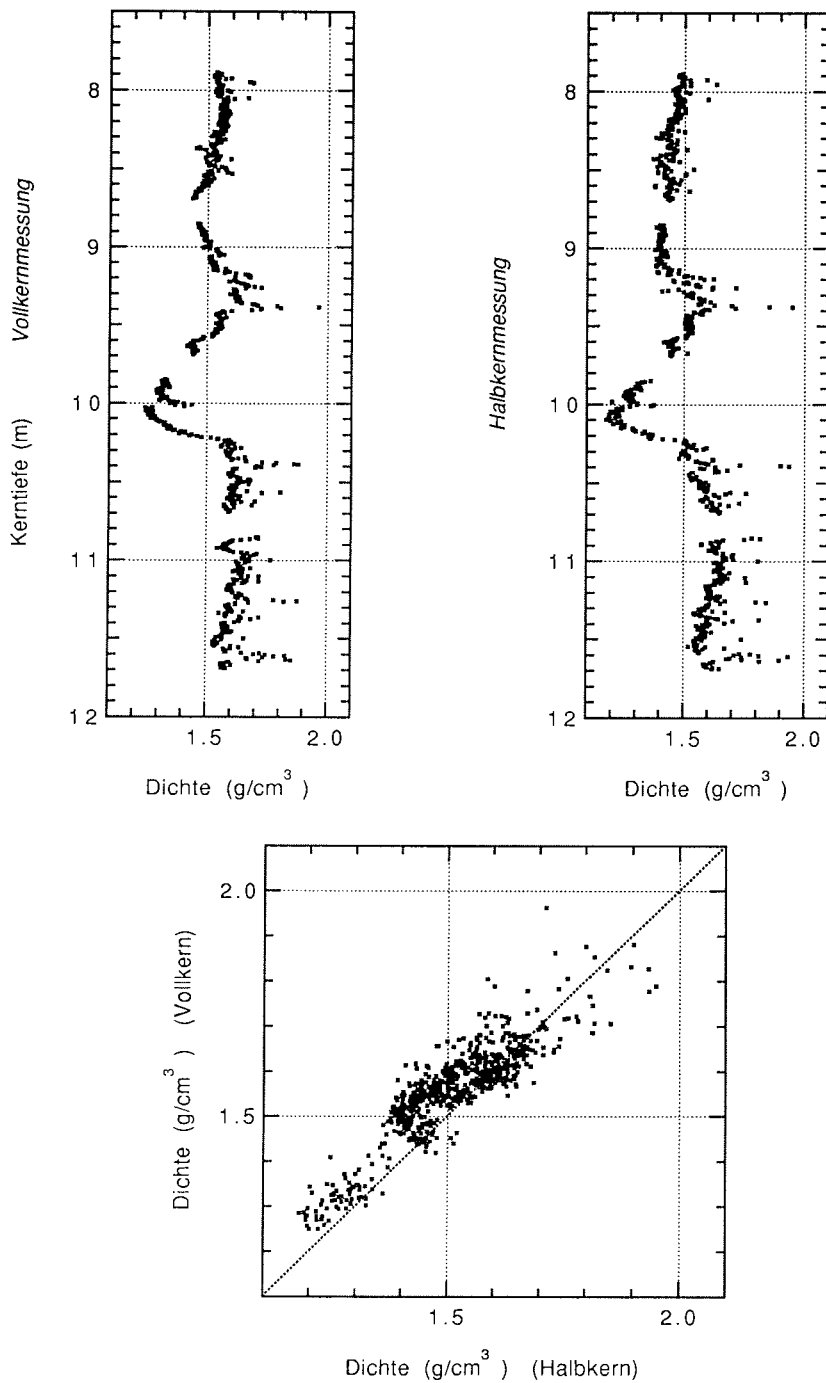 Kerntiefe (m) Vollkernmessung
8
9
10
11
12
1.5 2.0
Dichte (g/cm³ )
Halbkernmessung
8
9
10
11
12
1.5 2.0
Dichte (g/cm³ )
Dichte (g/cm³ ) (Vollkern)
2.0
1.5
1.5 2.0
Dichte (g/cm³ ) (Halbkern)